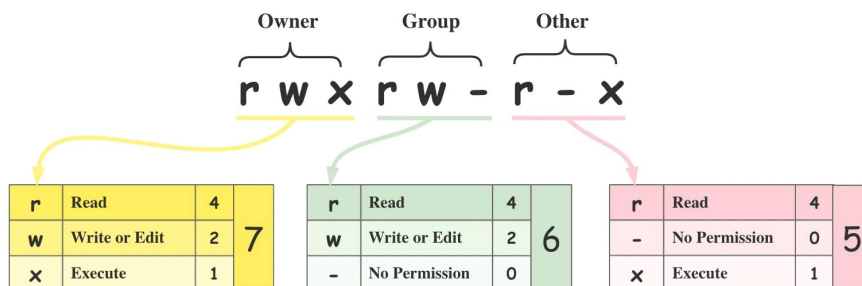 Owner Group Other
r w x r w - r - x
r Read 4 r Read 4 r Read 4
w Write or Edit 2 7 w Write or Edit 2 6 - No Permission 0 5
x Execute 1 - No Permission 0 x Execute 1